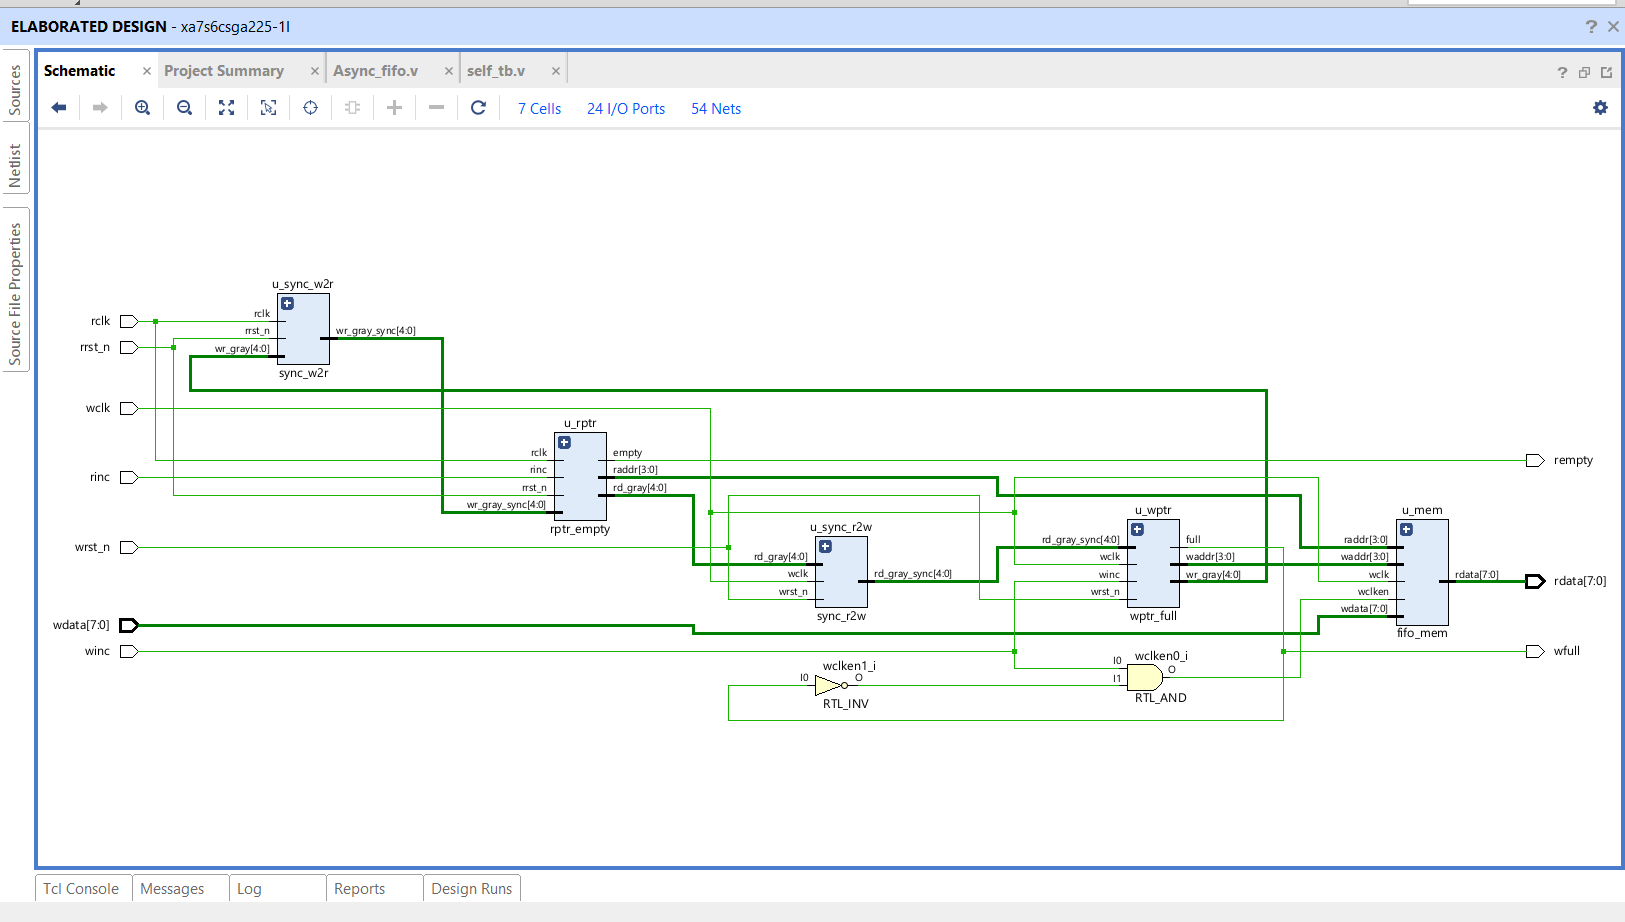 ELABORATED DESIGN - xa7s6csga225-1I
? ×
Sources
Netlist
Source File Properties
Schematic × Project Summary × Async_fifo.v × self_tb.v ×
?
7 Cells 24 I/O Ports 54 Nets
u_sync_w2r
rclk
rrst_n
wr_gray[4:0]
wr_gray_sync[4:0]
sync_w2r
rclk
rrst_n
wclk
rinc
wrst_n
wdata[7:0]
winc
u_rptr
rclk
rinc
rrst_n
wr_gray_sync[4:0]
empty
raddr[3:0]
rd_gray[4:0]
rptr_empty
u_sync_r2w
rd_gray[4:0]
wclk
wrst_n
rd_gray_sync[4:0]
sync_r2w
u_wptr
rd_gray_sync[4:0]
wclk
winc
wrst_n
full
waddr[3:0]
wr_gray[4:0]
wptr_full
u_mem
raddr[3:0]
waddr[3:0]
wclk
wclken
wdata[7:0]
rdata[7:0]
fifo_mem
wclken1_i
I0
O
RTL_INV
wclken0_i
I0
I1
O
RTL_AND
rempty
rdata[7:0]
wfull
Tcl Console Messages Log Reports Design Runs